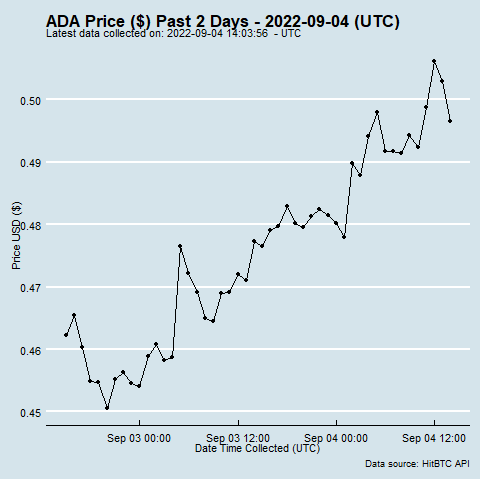 ADA Price ($) Past 2 Days - 2022-09-04 (UTC)
Latest data collected on: 2022-09-04 14:03:56 - UTC
Price USD ($)
0.50
0.49
0.48
0.47
0.46
0.45
Sep 03 00:00
Sep 03 12:00
Sep 04 00:00
Sep 04 12:00
Date Time Collected (UTC)
Data source: HitBTC API